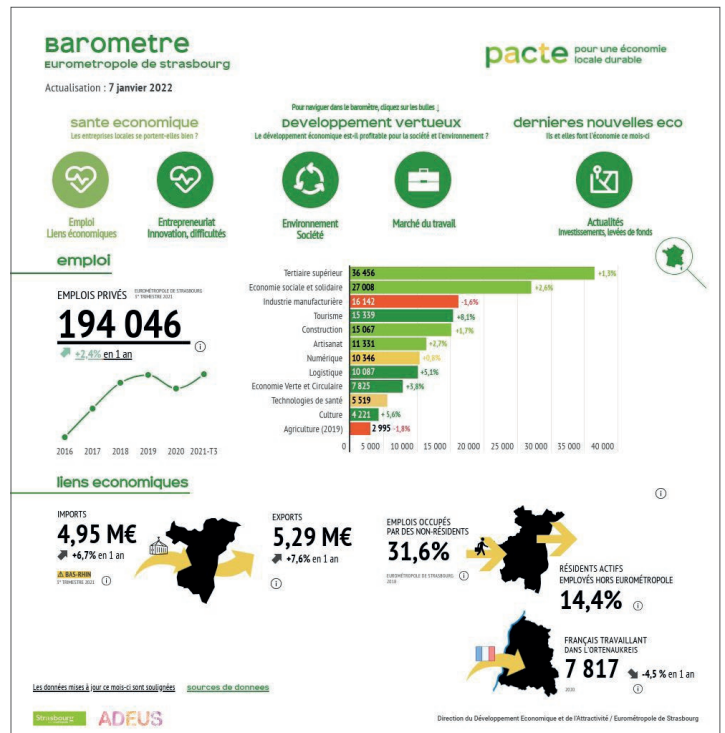 Barometre
Eurometropole de strasbourg
Actualisation : 7 janvier 2022
pacte pour une économie
locale durable
Pour naviguer dans le baromètre, cliquez sur les bulles ↓
sante economique
Les entreprises locales se portent-elles bien ?
Developpement vertueux
Le développement économique est-il profitable pour la société et l'environnement ?
dernieres nouvelles eco
Ils et elles font l'économie ce mois-ci
Emploi
Liens économiques
Entrepreneuriat
Innovation, difficultés
Environnement
Société
Marché du travail
Actualités
Investissements, levées de fonds
emploi
EMPLOIS PRIVÉS
EUROMÉTROPOLE DE STRASBOURG
3° TRIMESTRE 2021
194 046
+2,4% en 1 an
2016 2017 2018 2019 2020 2021-T3
Tertiaire supérieur 36 456 +1,3%
Economie sociale et solidaire 27 008 +2,6%
Industrie manufacturière 16 142 -1,6%
Tourisme 15 339 +8,1%
Construction 15 067 +1,7%
Artisanat 11 331 +2,7%
Numérique 10 346 +0,6%
Logistique 10 087 +5,1%
Economie Verte et Circulaire 7 825 +3,8%
Technologies de santé 5 519
Culture 4 221 +5,6%
Agriculture (2019) 2 995 -1,8%
0 5 000 10 000 15 000 20 000 25 000 30 000 35 000 40 000
liens economiques
IMPORTS
4,95 M€
+6,7% en 1 an
BAS-RHIN
3° TRIMESTRE 2021
EXPORTS
5,29 M€
+7,6% en 1 an
EMPLOIS OCCUPÉS
PAR DES NON-RÉSIDENTS
31,6%
EUROMÉTROPOLE DE STRASBOURG
2018
RÉSIDENTS ACTIFS
EMPLOYÉS HORS EUROMÉTROPOLE
14,4%
FRANÇAIS TRAVAILLANT
DANS L'ORTENAUKREIS
7 817 -4,5 % en 1 an
2020
Les données mises à jour ce mois-ci sont soulignées sources de donnees
Strasbourg
ADEUS
Direction du Développement Economique et de l'Attractivité / Eurométropole de Strasbourg